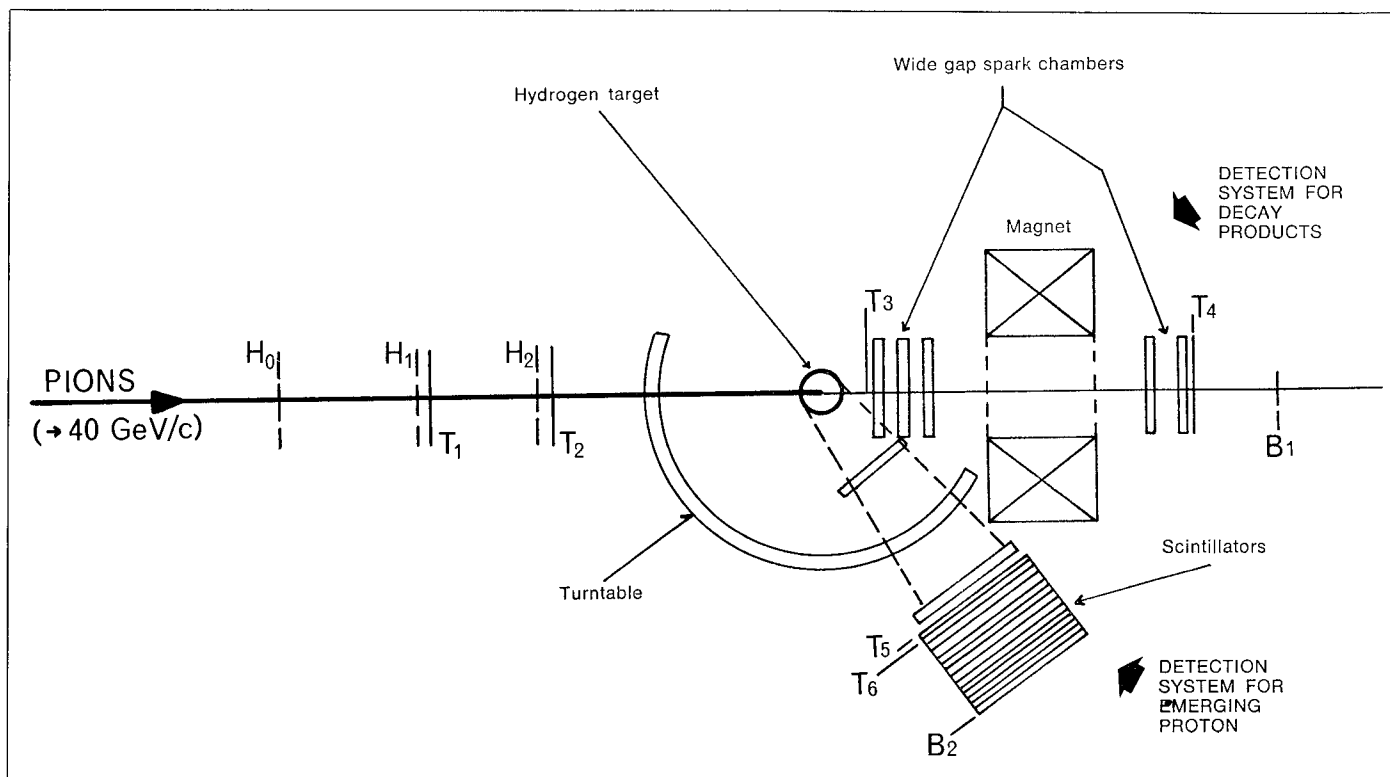 Wide gap spark chambers
Hydrogen target
DETECTION
SYSTEM FOR
DECAY
PRODUCTS
Magnet
T3
T4
H0
H1
H2
PIONS
(→ 40 GeV/c)
T1
T2
B1
Scintillators
Turntable
T5
T6
DETECTION
SYSTEM FOR
EMERGING
PROTON
B2